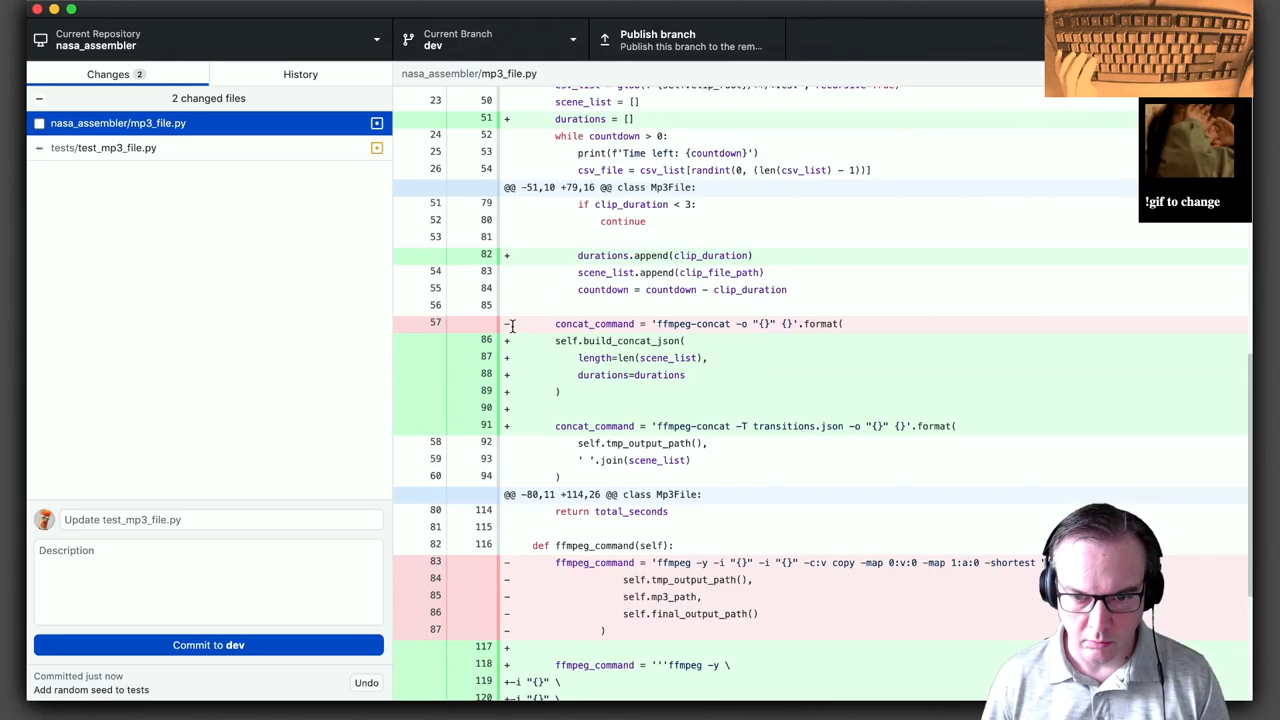 Current Repository
nasa_assembler
Current Branch
dev
Publish branch
Publish this branch to the rem...
Changes 2
History
nasa_assembler/mp3_file.py
2 changed files
nasa_assembler/mp3_file.py
tests/test_mp3_file.py
23 50 scene_list = []
51 + durations = []
24 52 while countdown > 0:
25 53 print(f'Time left: {countdown}')
26 54 csv_file = csv_list[randint(0, (len(csv_list) - 1))]
@@ -51,10 +79,16 @@ class Mp3File:
51 79 if clip_duration < 3:
52 80 continue
53 81
82 + durations.append(clip_duration)
54 83 scene_list.append(clip_file_path)
55 84 countdown = countdown - clip_duration
56 85
57 - concat_command = 'ffmpeg-concat -o "{}" {}'.format(
86 + self.build_concat_json(
87 + length=len(scene_list),
88 + durations=durations
89 + )
90 +
91 + concat_command = 'ffmpeg-concat -T transitions.json -o "{}" {}'.format(
58 92 self.tmp_output_path(),
59 93 ' '.join(scene_list)
60 94 )
@@ -80,11 +114,26 @@ class Mp3File:
80 114 return total_seconds
81 115
82 116 def ffmpeg_command(self):
83 - ffmpeg_command = 'ffmpeg -y -i "{}" -i "{}" -c:v copy -map 0:v:0 -map 1:a:0 -shortest
84 - self.tmp_output_path(),
85 - self.mp3_path,
86 - self.final_output_path()
87 - )
117 +
118 + ffmpeg_command = '''ffmpeg -y \
119 +-i "{}" \
120 +-i "{}" \
Update test_mp3_file.py
Description
Commit to dev
Committed just now
Add random seed to tests
Undo
!gif to change